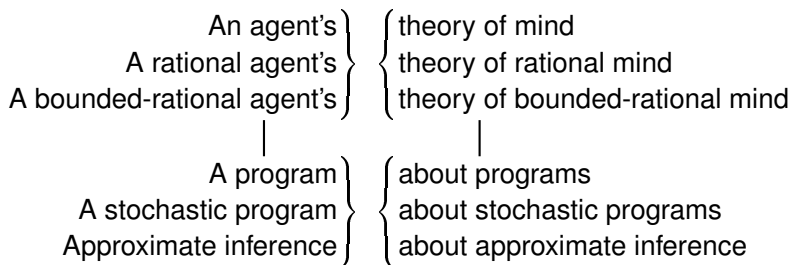 An agent's theory of mind
A rational agent's theory of rational mind
A bounded-rational agent's theory of bounded-rational mind
A program about programs
A stochastic program about stochastic programs
Approximate inference about approximate inference